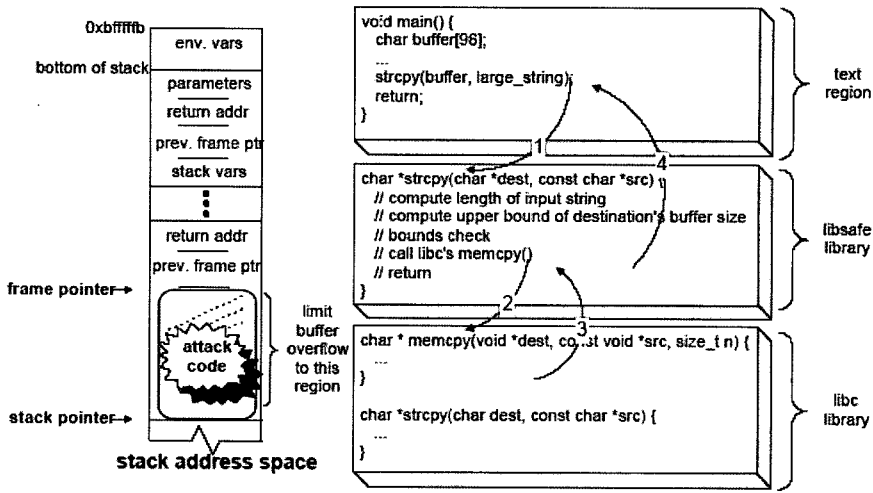 0xbffffffb
env. vars
bottom of stack
parameters
return addr
prev. frame ptr
stack vars
return addr
prev. frame ptr
frame pointer
attack
code
limit
buffer
overflow
to this
region
stack pointer
stack address space
void main() {
char buffer[96];
...
strcpy(buffer, large_string);
return;
}
1
4
text
region
char *strcpy(char *dest, const char *src) {
// compute length of input string
// compute upper bound of destination's buffer size
// bounds check
// call libc's memcpy()
// return
}
2
3
libsafe
library
char * memcpy(void *dest, const void *src, size_t n) {
...
}
char *strcpy(char dest, const char *src) {
...
}
libc
library